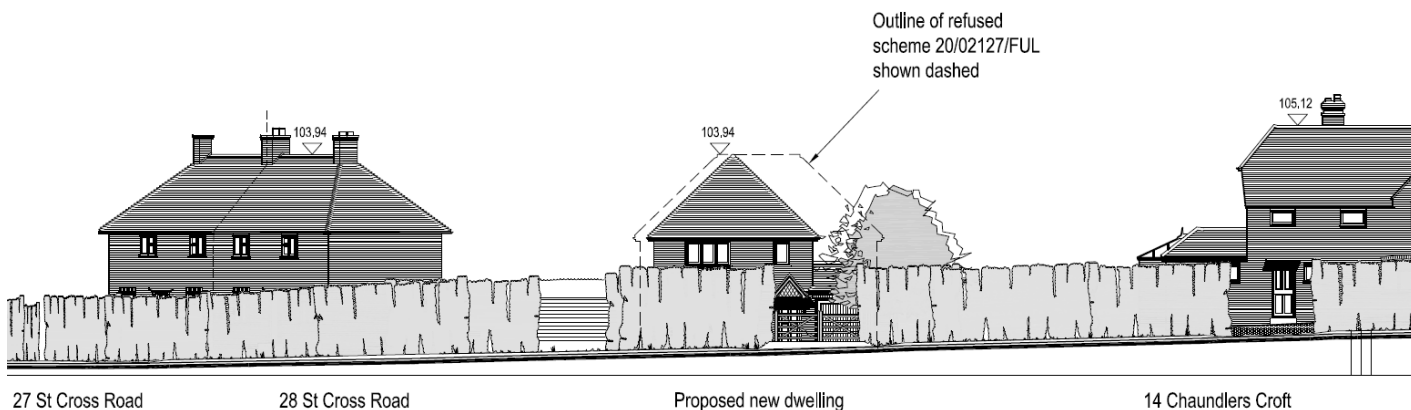 Outline of refused
scheme 20/02127/FUL
shown dashed
103,94
103,94
105,12
27 St Cross Road
28 St Cross Road
Proposed new dwelling
14 Chaundlers Croft